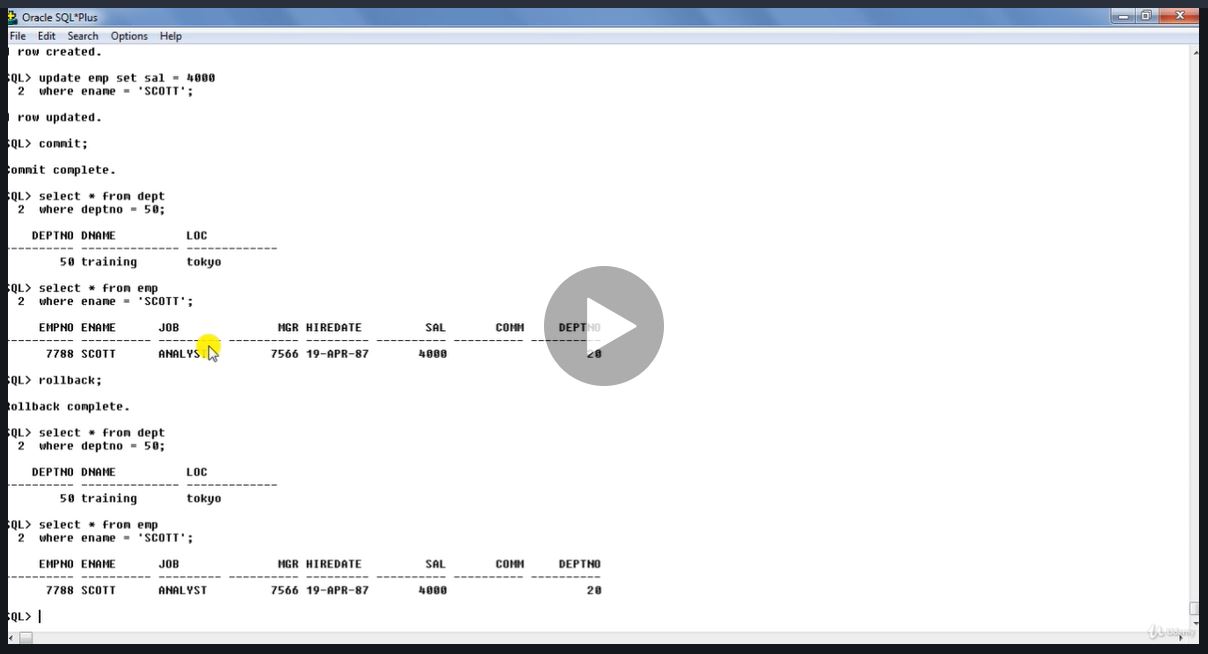 Oracle SQL*Plus
File Edit Search Options Help
row created.
SQL> update emp set sal = 4000
2 where ename = 'SCOTT';
row updated.
SQL> commit;
Commit complete.
SQL> select * from dept
2 where deptno = 50;
DEPTNO DNAME LOC
---------- -------------- -------------
50 training tokyo
SQL> select * from emp
2 where ename = 'SCOTT';
EMPNO ENAME JOB MGR HIREDATE SAL COMM DEPTNO
---------- ---------- --------- ---------- --------- ---------- ---------- ----------
7788 SCOTT ANALYST 7566 19-APR-87 4000 20
SQL> rollback;
Rollback complete.
SQL> select * from dept
2 where deptno = 50;
DEPTNO DNAME LOC
---------- -------------- -------------
50 training tokyo
SQL> select * from emp
2 where ename = 'SCOTT';
EMPNO ENAME JOB MGR HIREDATE SAL COMM DEPTNO
---------- ---------- --------- ---------- --------- ---------- ---------- ----------
7788 SCOTT ANALYST 7566 19-APR-87 4000 20
SQL>
Udemy